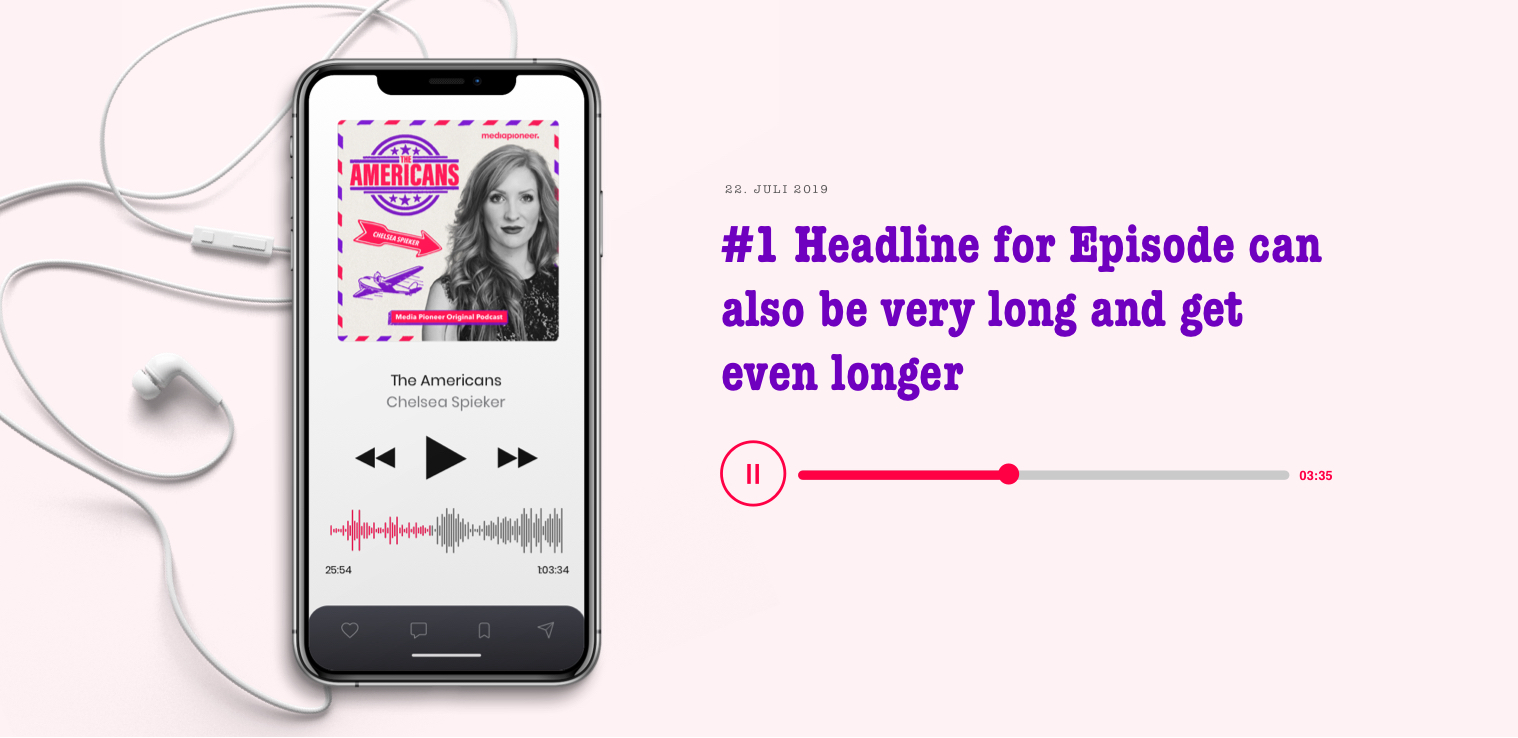 mediapioneer.
THE
AMERICANS
CHELSEA SPIEKER
Media Pioneer Original Podcast
The Americans
Chelsea Spieker
25:54
1:03:34
22. JULI 2019
#1 Headline for Episode can
also be very long and get
even longer
03:35